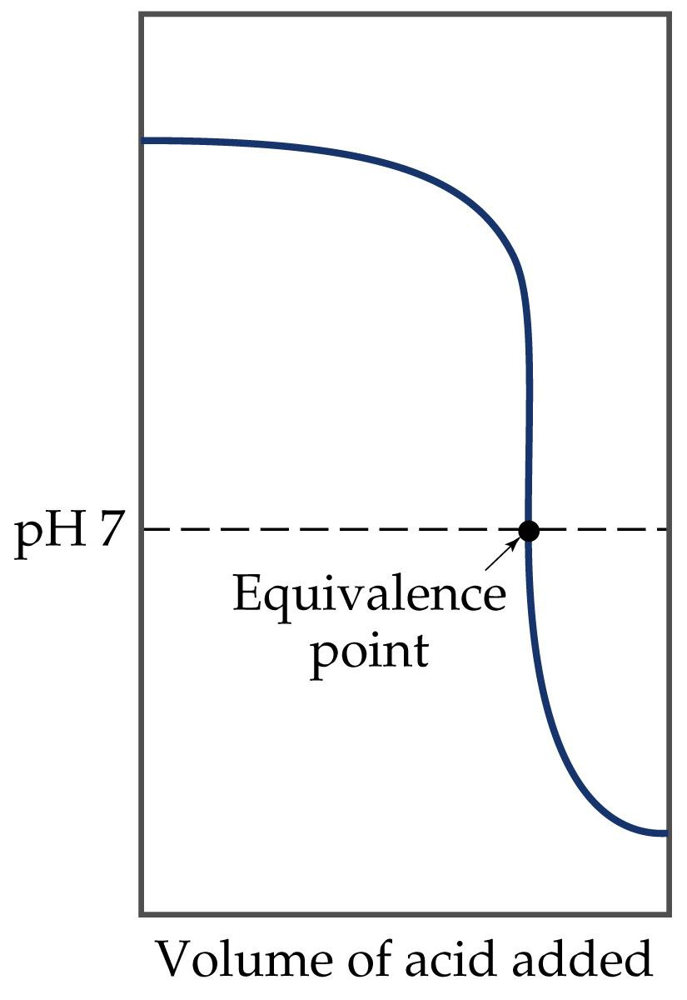 pH 7
Equivalence
point
Volume of acid added